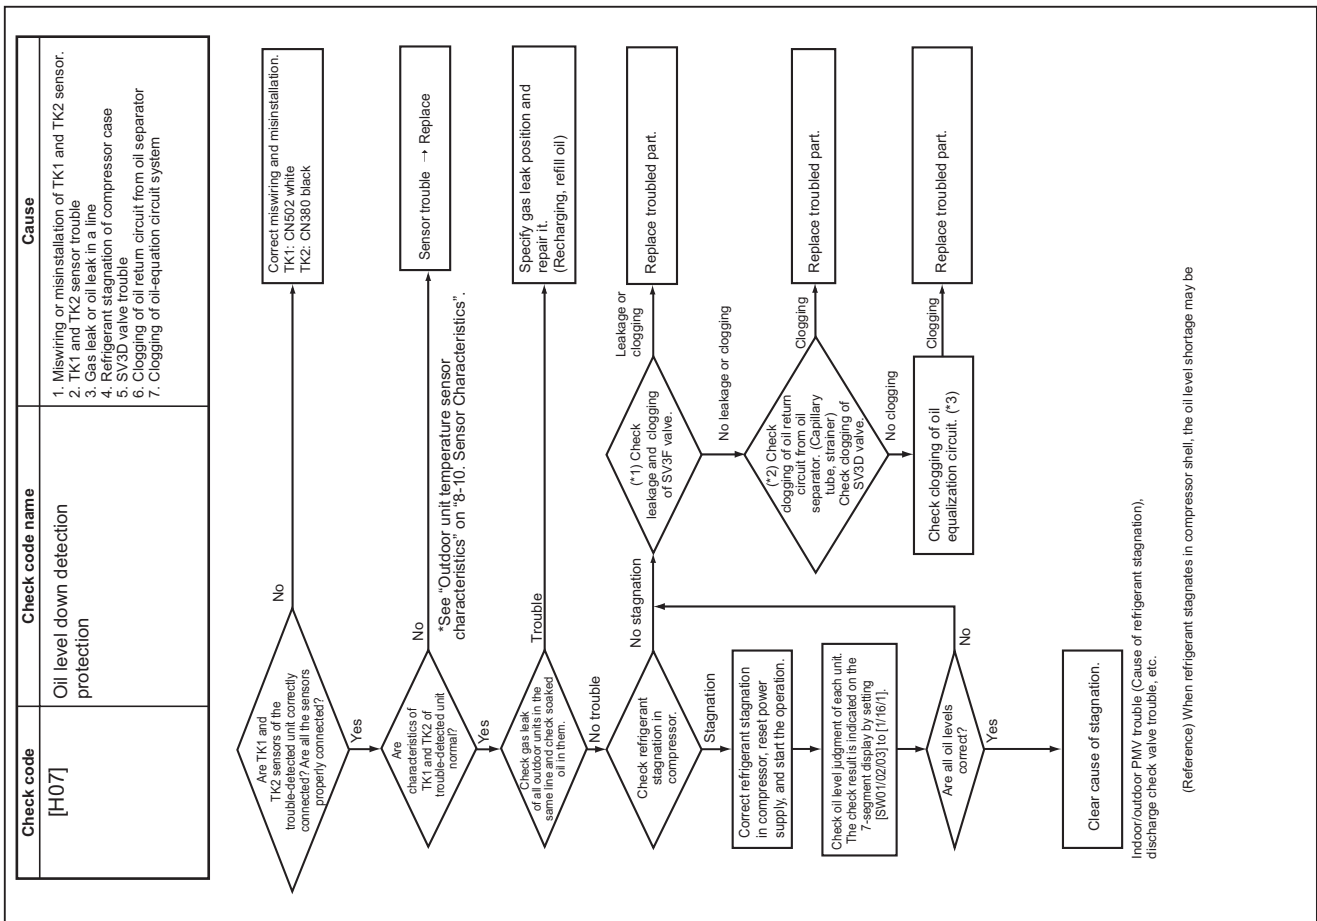 Check code
Check code name
Cause
[H07]
Oil level down detection
protection
1. Miswiring or misinstallation of TK1 and TK2 sensor.
2. TK1 and TK2 sensor trouble
3. Gas leak or oil leak in a line
4. Refrigerant stagnation of compressor case
5. SV3D valve trouble
6. Clogging of oil return circuit from oil separator
7. Clogging of oil-equation circuit system
Are TK1 and
TK2 sensors of the
trouble-detected unit correctly
connected? Are all the sensors
properly connected?
No
Correct miswiring and misinstallation.
TK1: CN502 white
TK2: CN380 black
Yes
Are
characteristics of
TK1 and TK2 of
trouble-detected unit
normal?
No
Sensor trouble → Replace
*See “Outdoor unit temperature sensor
characteristics” on “8-10. Sensor Characteristics”.
Yes
Check gas leak
of all outdoor units in the
same line and check soaked
oil in them.
Trouble
Specify gas leak position and
repair it.
(Recharging, refill oil)
No trouble
Check refrigerant
stagnation in
compressor.
No stagnation
(*1) Check
leakage and clogging
of SV3F valve.
Leakage or
clogging
Replace troubled part.
Stagnation
No leakage or clogging
Correct refrigerant stagnation
in compressor, reset power
supply, and start the operation.
(*2) Check
clogging of oil return
circuit from oil
separator. (Capillary
tube, strainer)
Check clogging of
SV3D valve.
Clogging
Replace troubled part.
Check oil level judgment of each unit.
The check result is indicated on the
7-segment display by setting
[SW01/02/03] to [1/16/1].
No clogging
Are all oil levels
correct?
No
Check clogging of oil
equalization circuit. (*3)
Clogging
Replace troubled part.
Yes
Clear cause of stagnation.
Indoor/outdoor PMV trouble (Cause of refrigerant stagnation),
discharge check valve trouble, etc.
(Reference) When refrigerant stagnates in compressor shell, the oil level shortage may be